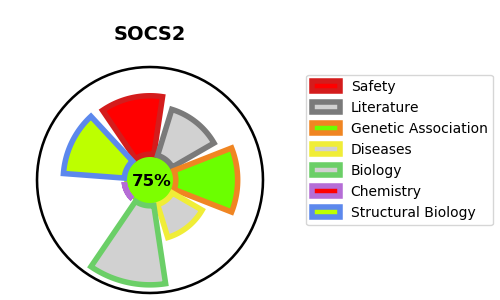 SOCS2
75%
Safety
Literature
Genetic Association
Diseases
Biology
Chemistry
Structural Biology